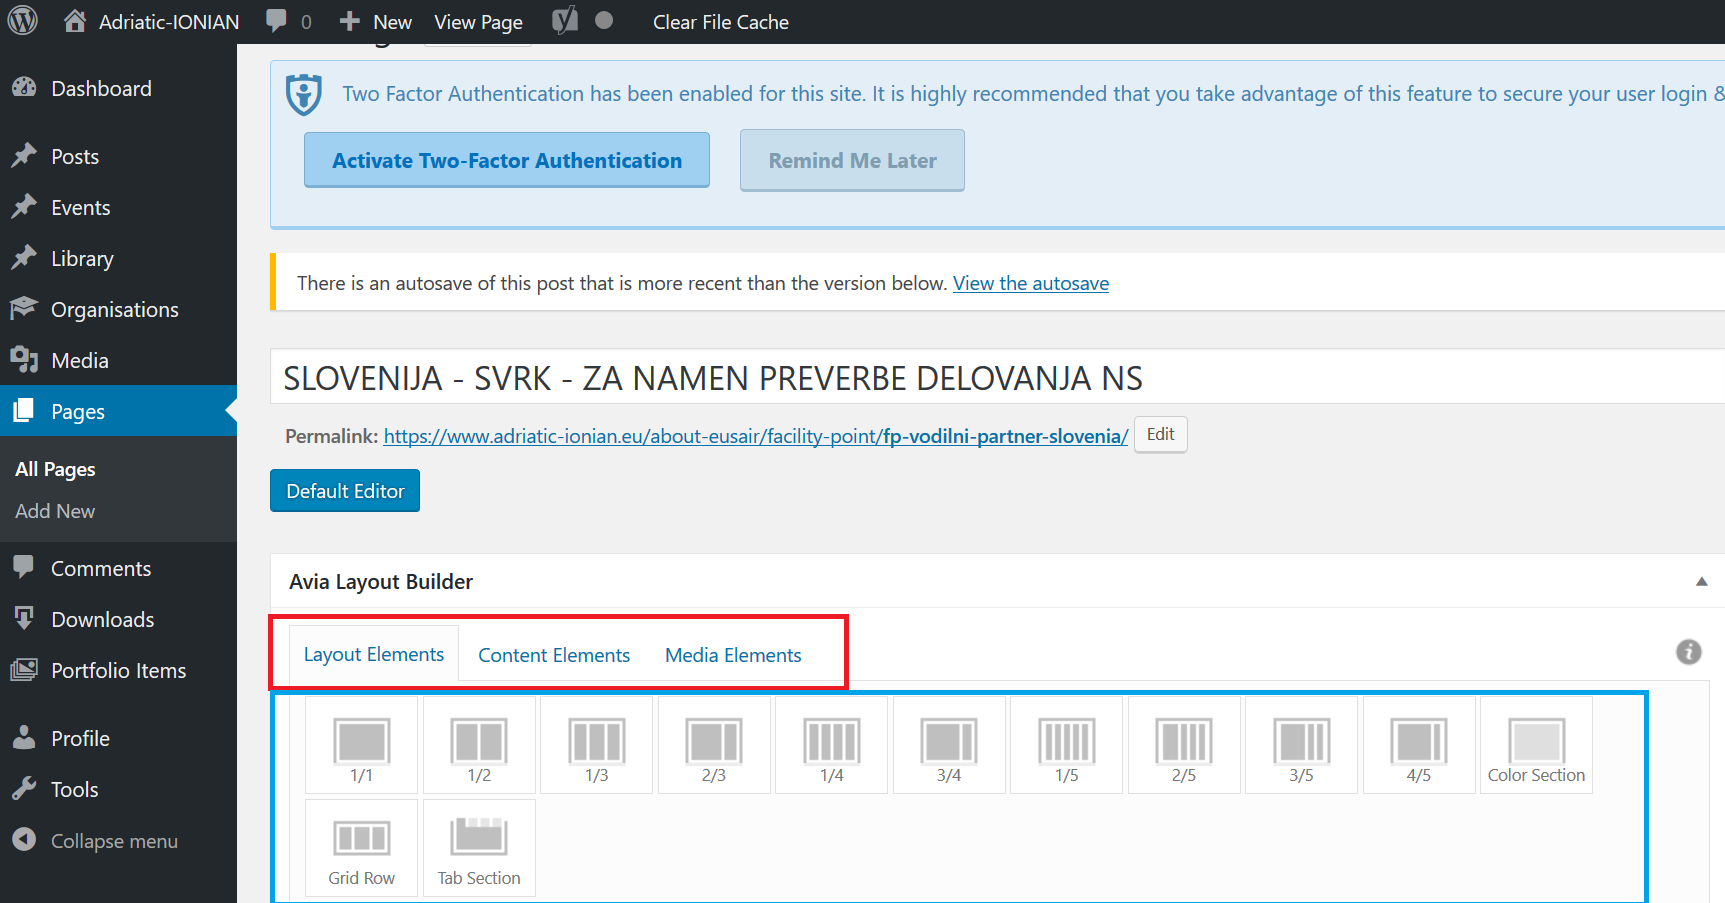 Adriatic-IONIAN 0 New View Page Clear File Cache
Dashboard
Posts
Events
Library
Organisations
Media
Pages
All Pages
Add New
Comments
Downloads
Portfolio Items
Profile
Tools
Collapse menu
Two Factor Authentication has been enabled for this site. It is highly recommended that you take advantage of this feature to secure your user login &
Activate Two-Factor Authentication Remind Me Later
There is an autosave of this post that is more recent than the version below. View the autosave
SLOVENIJA - SVRK - ZA NAMEN PREVERBE DELOVANJA NS
Permalink: https://www.adriatic-ionian.eu/about-eusair/facility-point/fp-vodilni-partner-slovenia/ Edit
Default Editor
Avia Layout Builder
Layout Elements Content Elements Media Elements
1/1 1/2 1/3 2/3 1/4 3/4 1/5 2/5 3/5 4/5 Color Section
Grid Row Tab Section